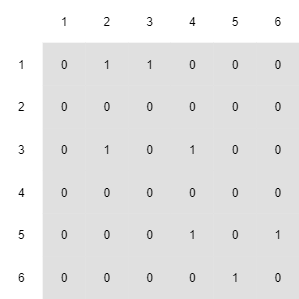 1 2 3 4 5 6
1 0 1 1 0 0 0
2 0 0 0 0 0 0
3 0 1 0 1 0 0
4 0 0 0 0 0 0
5 0 0 0 1 0 1
6 0 0 0 0 1 0